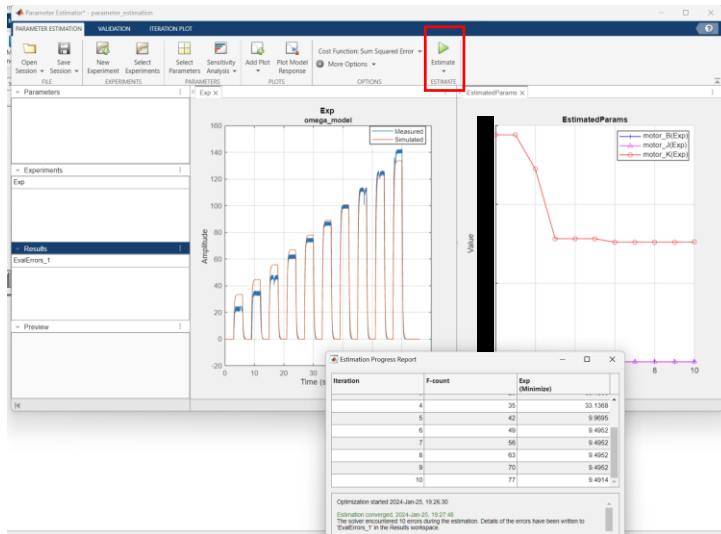 Parameter Estimator* - parameter_estimation
PARAMETER ESTIMATION VALIDATION ITERATION PLOT
Open Session Save Session New Experiment Select Experiments Select Parameters Sensitivity Analysis Add Plot Plot Model Response Cost Function: Sum Squared Error More Options Estimate
FILE EXPERIMENTS PARAMETERS PLOTS OPTIONS ESTIMATE
Parameters
Experiments
Exp
Results
EvalErrors_1
Preview
Exp
Exp
omega_model
Measured
Simulated
Amplitude
160
140
120
100
80
60
40
20
0
-20
0 10 20 30
Time (s
EstimatedParams
EstimatedParams
motor_B(Exp)
motor_J(Exp)
motor_K(Exp)
Value
8 10
Estimation Progress Report
Iteration F-count Exp (Minimize)
4 35 33.1368
5 42 9.9695
6 49 9.4952
7 56 9.4952
8 63 9.4952
9 70 9.4952
10 77 9.4914
Optimization started 2024-Jan-25, 19:26:30
Estimation converged, 2024-Jan-25, 19:27:48
The solver encountered 10 errors during the estimation. Details of the errors have been written to
'EvalErrors_1' in the Results workspace.